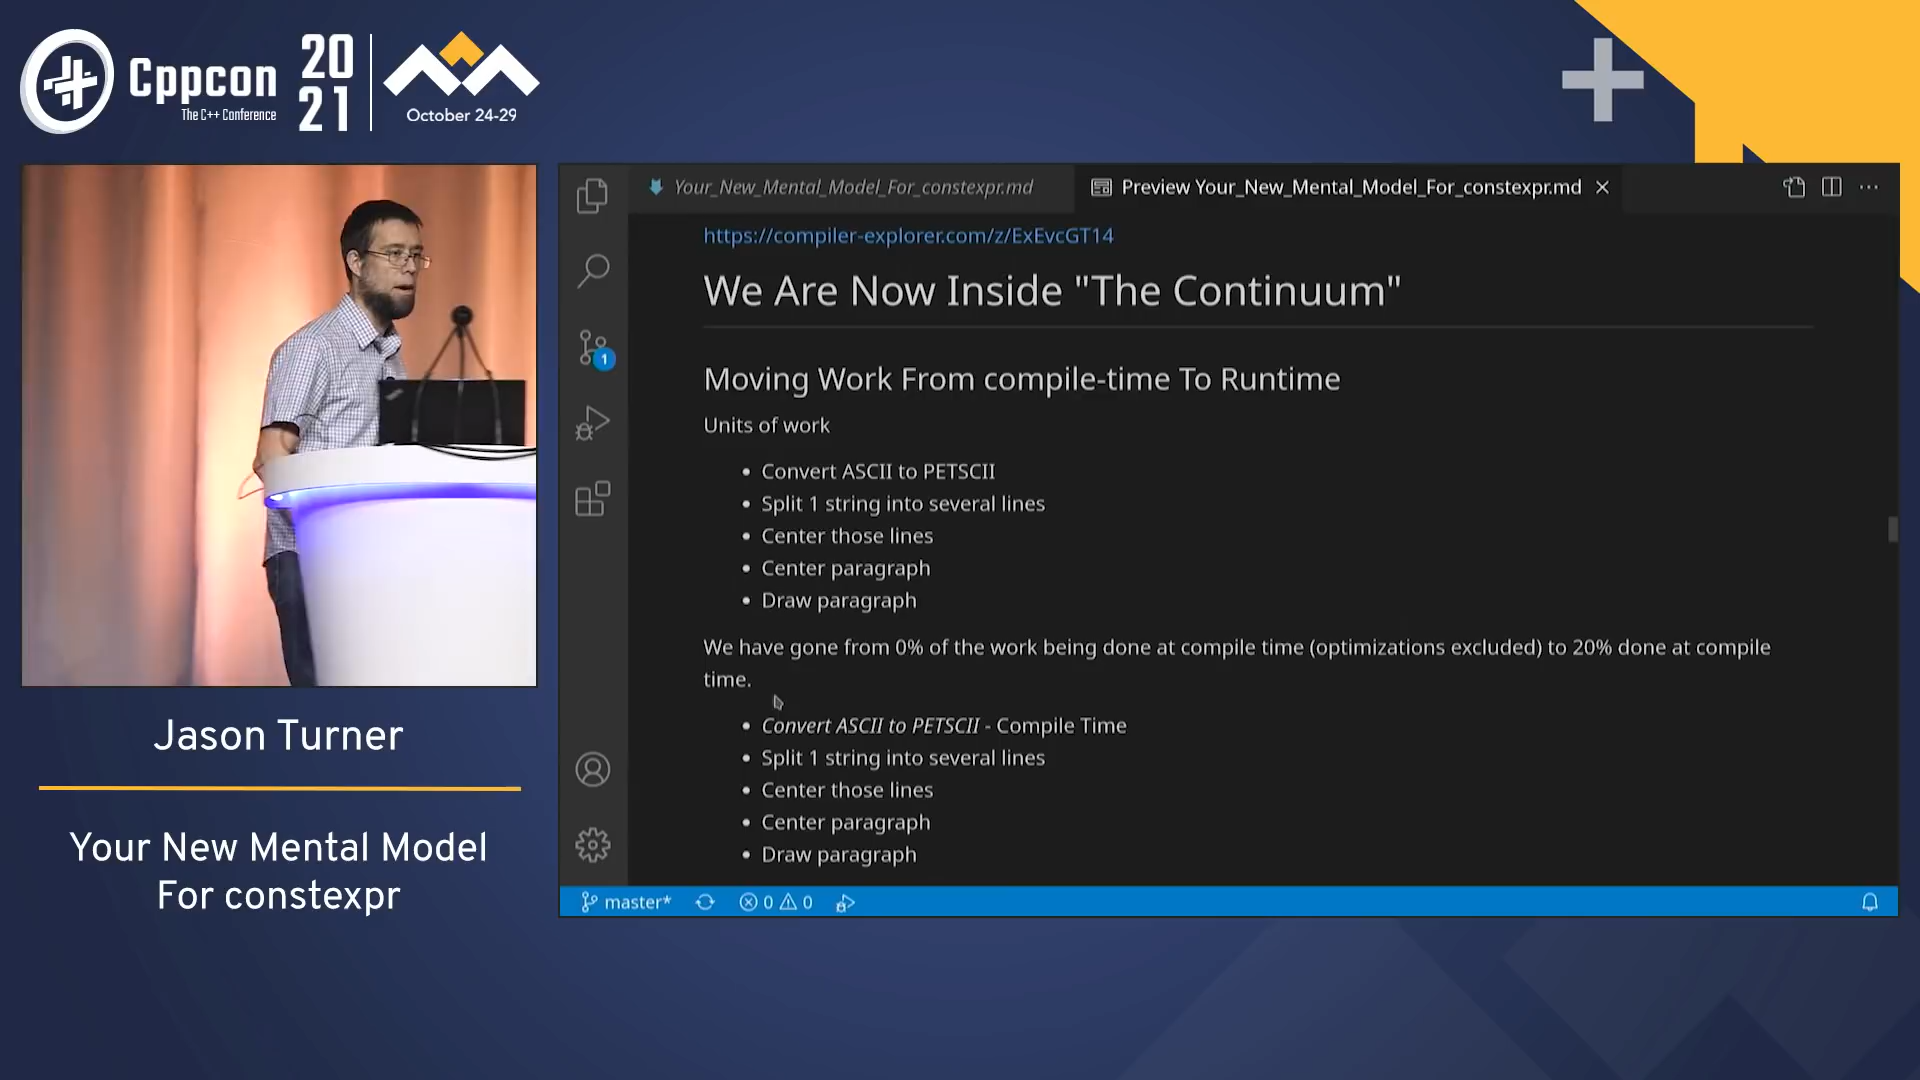 Cppcon
The C++ Conference
20
21
October 24-29
Your_New_Mental_Model_For_constexpr.md
Preview Your_New_Mental_Model_For_constexpr.md
https://compiler-explorer.com/z/ExEvcGT14
We Are Now Inside "The Continuum"
Moving Work From compile-time To Runtime
Units of work
• Convert ASCII to PETSCII
• Split 1 string into several lines
• Center those lines
• Center paragraph
• Draw paragraph
We have gone from 0% of the work being done at compile time (optimizations excluded) to 20% done at compile
time.
• Convert ASCII to PETSCII - Compile Time
• Split 1 string into several lines
• Center those lines
• Center paragraph
• Draw paragraph
1
master* 0 0
Jason Turner
Your New Mental Model
For constexpr